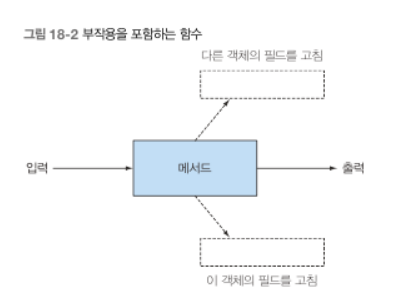 그림 18-2 부작용을 포함하는 함수
다른 객체의 필드를 고침
입력
메서드
출력
이 객체의 필드를 고침